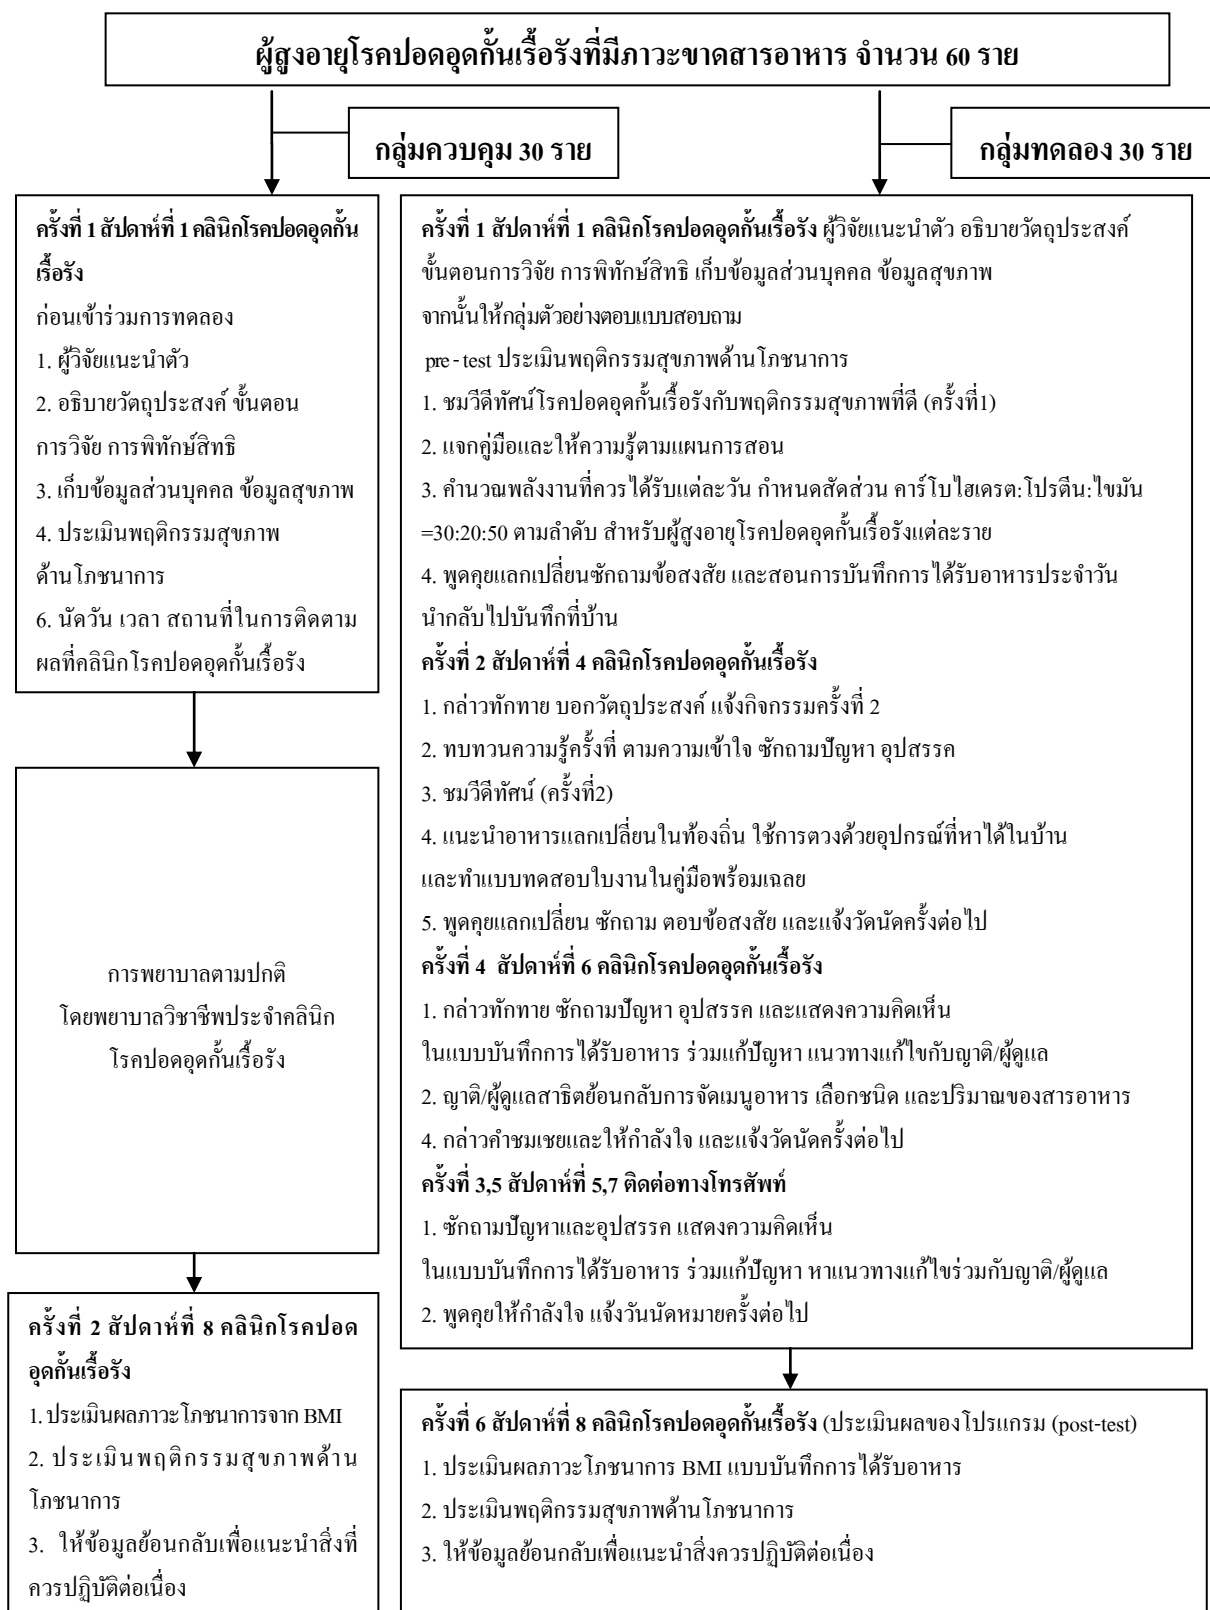 ผู้สูงอายุโรคปอดอุดกั้นเรื้อรังที่มีภาวะขาดสารอาหาร จำนวน 60 ราย
กลุ่มควบคุม 30 ราย
กลุ่มทดลอง 30 ราย
ครั้งที่ 1 สัปดาห์ที่ 1 คลินิกโรคปอดอุดกั้น
เรื้อรัง
ก่อนเข้าร่วมการทดลอง
1. ผู้วิจัยแนะนำตัว
2. อธิบายวัตถุประสงค์ ขั้นตอน
การวิจัย การพิทักษ์สิทธิ
3. เก็บข้อมูลส่วนบุคคล ข้อมูลสุขภาพ
4. ประเมินพฤติกรรมสุขภาพ
ด้านโภชนาการ
6. นัดวัน เวลา สถานที่ในการติดตาม
ผลที่คลินิกโรคปอดอุดกั้นเรื้อรัง
การพยาบาลตามปกติ
โดยพยาบาลวิชาชีพประจำคลินิก
โรคปอดอุดกั้นเรื้อรัง
ครั้งที่ 2 สัปดาห์ที่ 8 คลินิกโรคปอด
อุดกั้นเรื้อรัง
1. ประเมินผลภาวะโภชนาการจาก BMI
2. ประเมินพฤติกรรมสุขภาพด้าน
โภชนาการ
3. ให้ข้อมูลย้อนกลับเพื่อแนะนำสิ่งที่
ควรปฏิบัติต่อเนื่อง
ครั้งที่ 1 สัปดาห์ที่ 1 คลินิกโรคปอดอุดกั้นเรื้อรัง ผู้วิจัยแนะนำตัว อธิบายวัตถุประสงค์
ขั้นตอนการวิจัย การพิทักษ์สิทธิ เก็บข้อมูลส่วนบุคคล ข้อมูลสุขภาพ
จากนั้นให้กลุ่มตัวอย่างตอบแบบสอบถาม
pre - test ประเมินพฤติกรรมสุขภาพด้านโภชนาการ
1. ชมวีดีทัศน์โรคปอดอุดกั้นเรื้อรังกับพฤติกรรมสุขภาพที่ดี (ครั้งที่1)
2. แจกคู่มือและให้ความรู้ตามแผนการสอน
3. คำนวณพลังงานที่ควรได้รับแต่ละวัน กำหนดสัดส่วน คาร์โบไฮเดรต:โปรตีน:ไขมัน
=30:20:50 ตามลำดับ สำหรับผู้สูงอายุโรคปอดอุดกั้นเรื้อรังแต่ละราย
4. พูดคุยแลกเปลี่ยนซักถามข้อสงสัย และสอนการบันทึกการได้รับอาหารประจำวัน
นำกลับไปบันทึกที่บ้าน
ครั้งที่ 2 สัปดาห์ที่ 4 คลินิกโรคปอดอุดกั้นเรื้อรัง
1. กล่าวทักทาย บอกวัตถุประสงค์ แจ้งกิจกรรมครั้งที่ 2
2. ทบทวนความรู้ครั้งที่ ตามความเข้าใจ ซักถามปัญหา อุปสรรค
3. ชมวีดีทัศน์ (ครั้งที่2)
4. แนะนำอาหารแลกเปลี่ยนในท้องถิ่น ใช้การตวงด้วยอุปกรณ์ที่หาได้ในบ้าน
และทำแบบทดสอบใบงานในคู่มือพร้อมเฉลย
5. พูดคุยแลกเปลี่ยน ซักถาม ตอบข้อสงสัย และแจ้งวัดนัดครั้งต่อไป
ครั้งที่ 4 สัปดาห์ที่ 6 คลินิกโรคปอดอุดกั้นเรื้อรัง
1. กล่าวทักทาย ซักถามปัญหา อุปสรรค และแสดงความคิดเห็น
ในแบบบันทึกการได้รับอาหาร ร่วมแก้ปัญหา แนวทางแก้ไขกับญาติ/ผู้ดูแล
2. ญาติ/ผู้ดูแลสาธิตย้อนกลับการจัดเมนูอาหาร เลือกชนิด และปริมาณของสารอาหาร
4. กล่าวคำชมเชยและให้กำลังใจ และแจ้งวัดนัดครั้งต่อไป
ครั้งที่ 3,5 สัปดาห์ที่ 5,7 ติดต่อทางโทรศัพท์
1. ซักถามปัญหาและอุปสรรค แสดงความคิดเห็น
ในแบบบันทึกการได้รับอาหาร ร่วมแก้ปัญหา หาแนวทางแก้ไขร่วมกับญาติ/ผู้ดูแล
2. พูดคุยให้กำลังใจ แจ้งวันนัดหมายครั้งต่อไป
ครั้งที่ 6 สัปดาห์ที่ 8 คลินิกโรคปอดอุดกั้นเรื้อรัง (ประเมินผลของโปรแกรม (post-test)
1. ประเมินผลภาวะโภชนาการ BMI แบบบันทึกการได้รับอาหาร
2. ประเมินพฤติกรรมสุขภาพด้านโภชนาการ
3. ให้ข้อมูลย้อนกลับเพื่อแนะนำสิ่งควรปฏิบัติต่อเนื่อง